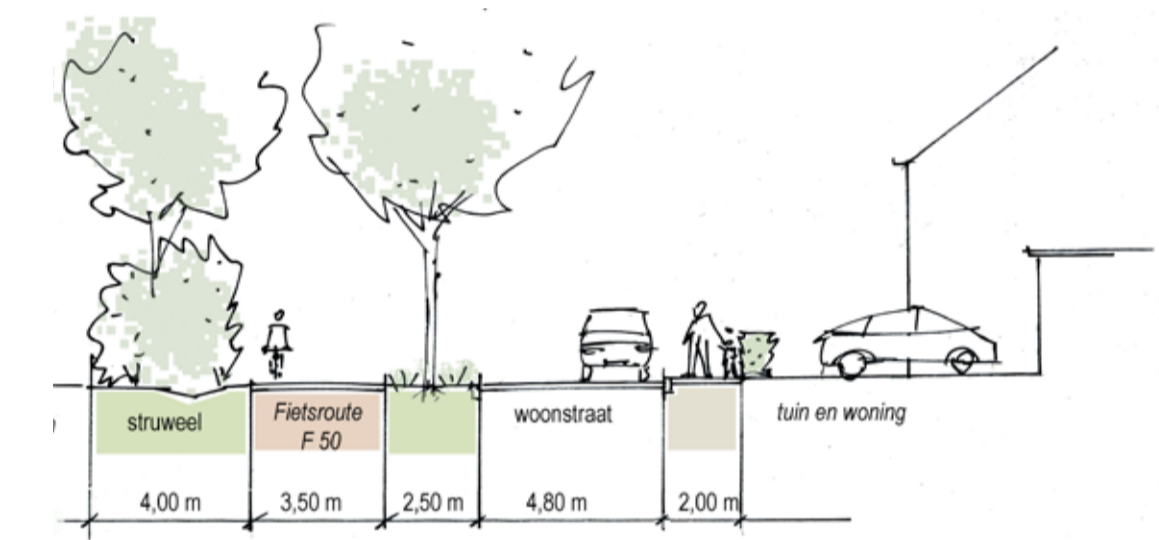 struweel
Fietsroute
F 50
woonstraat
tuin en woning
4,00 m
3,50 m
2,50 m
4,80 m
2,00 m